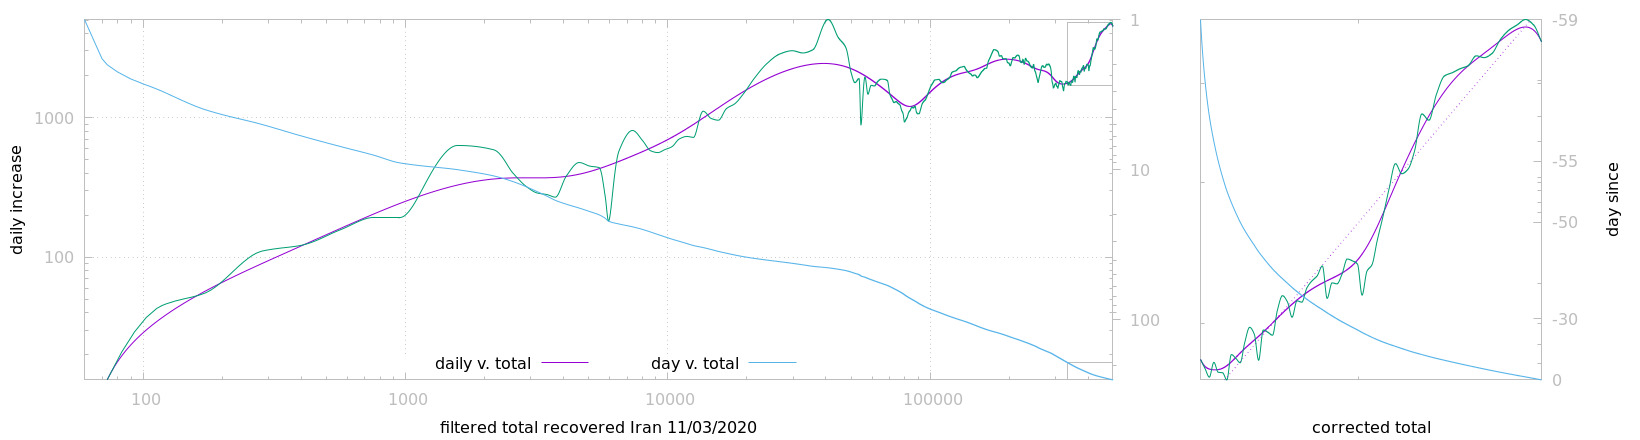 daily increase
1000
100
100
1000
10000
100000
1
10
100
daily v. total
day v. total
filtered total recovered Iran 11/03/2020
-59
-55
-50
-30
0
day since
corrected total